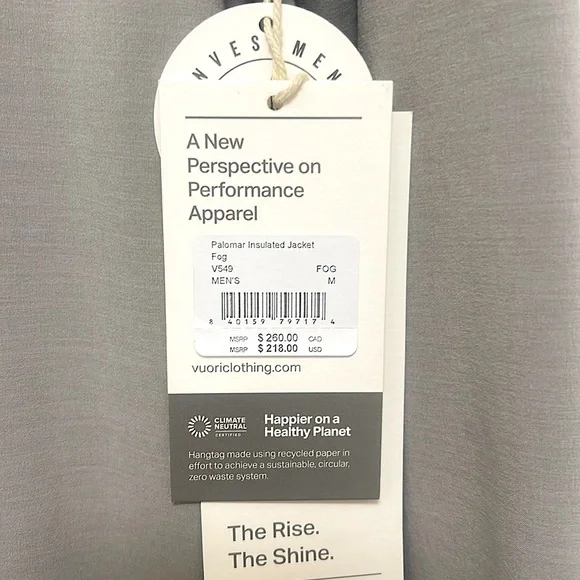 INVESTMEN
A New
Perspective on
Performance
Apparel
Palomar Insulated Jacket
Fog
V549 FOG
MEN'S M
8 40159 79717 4
MSRP $ 260.00 CAD
MSRP $ 218.00 USD
vuoriclothing.com
CLIMATE
NEUTRAL
CERTIFIED
Happier on a
Healthy Planet
Hangtag made using recycled paper in
effort to achieve a sustainable, circular,
zero waste system.
The Rise.
The Shine.